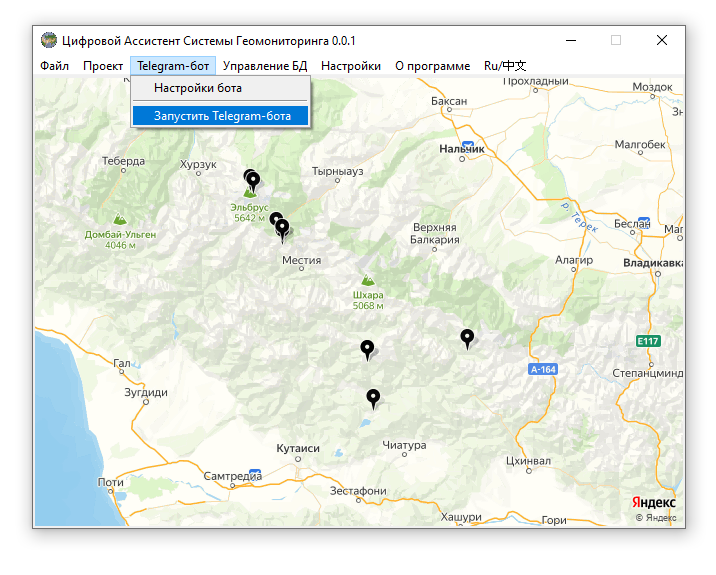 Цифровой Ассистент Системы Геомониторинга 0.0.1
Файл Проект Telegram-бот Управление БД Настройки О программе Ru/中文
Настройки бота
Запустить Telegram-бота
Прохладный
Моздок
Баксан
Нальчик
Малгобек
Теберда
Хурзук
Тырныауз
Эльбрус
5642 м
Домбай-Ульген
4046 м
Верхняя
Балкария
р. Терек
Беслан
Маг
Алагир
Владикавка
Местия
Шхара
5068 м
E117
Гал
А-164
Степанцминд
Зугдиди
Кутаиси
Чиатура
Цхинвал
Самтредиа
Поти
Зестафони
Хашури
Гори
Яндекс
© Яндекс